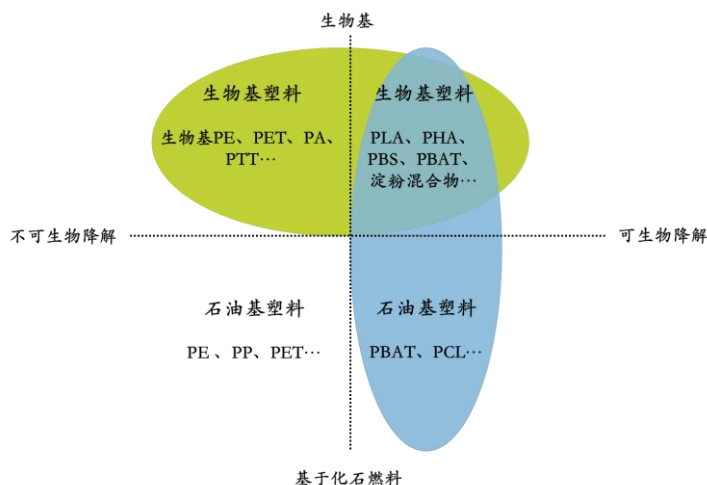 生物基
生物基塑料
生物基PE、PET、PA、
PTT…
生物基塑料
PLA、PHA、
PBS、PBAT、
淀粉混合物…
不可生物降解
可生物降解
石油基塑料
PE 、PP、PET…
石油基塑料
PBAT、PCL…
基于化石燃料